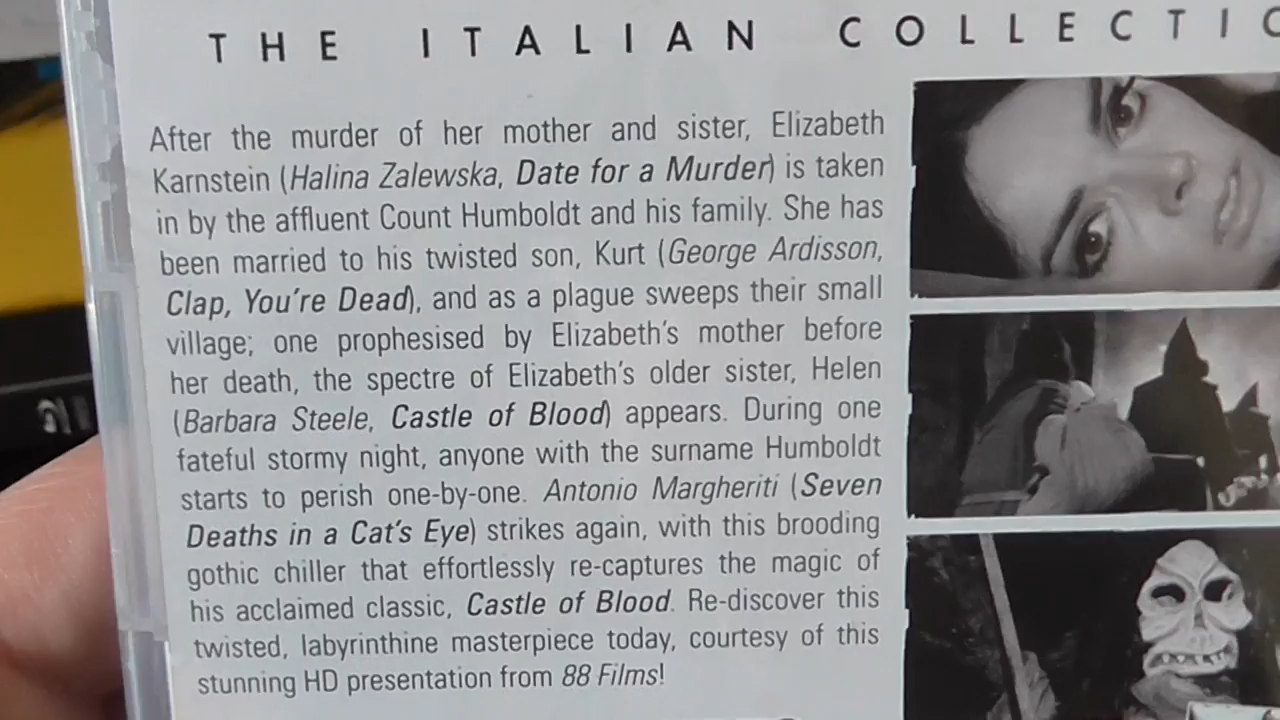 THE ITALIAN COLLECTIO
After the murder of her mother and sister, Elizabeth
Karnstein (Halina Zalewska, Date for a Murder) is taken
in by the affluent Count Humboldt and his family. She has
been married to his twisted son, Kurt (George Ardisson,
Clap, You're Dead), and as a plague sweeps their small
village; one prophesised by Elizabeth's mother before
her death, the spectre of Elizabeth's older sister, Helen
(Barbara Steele, Castle of Blood) appears. During one
fateful stormy night, anyone with the surname Humboldt
starts to perish one-by-one. Antonio Margheriti (Seven
Deaths in a Cat's Eye) strikes again, with this brooding
gothic chiller that effortlessly re-captures the magic of
his acclaimed classic, Castle of Blood. Re-discover this
twisted, labyrinthine masterpiece today, courtesy of this
stunning HD presentation from 88 Films!